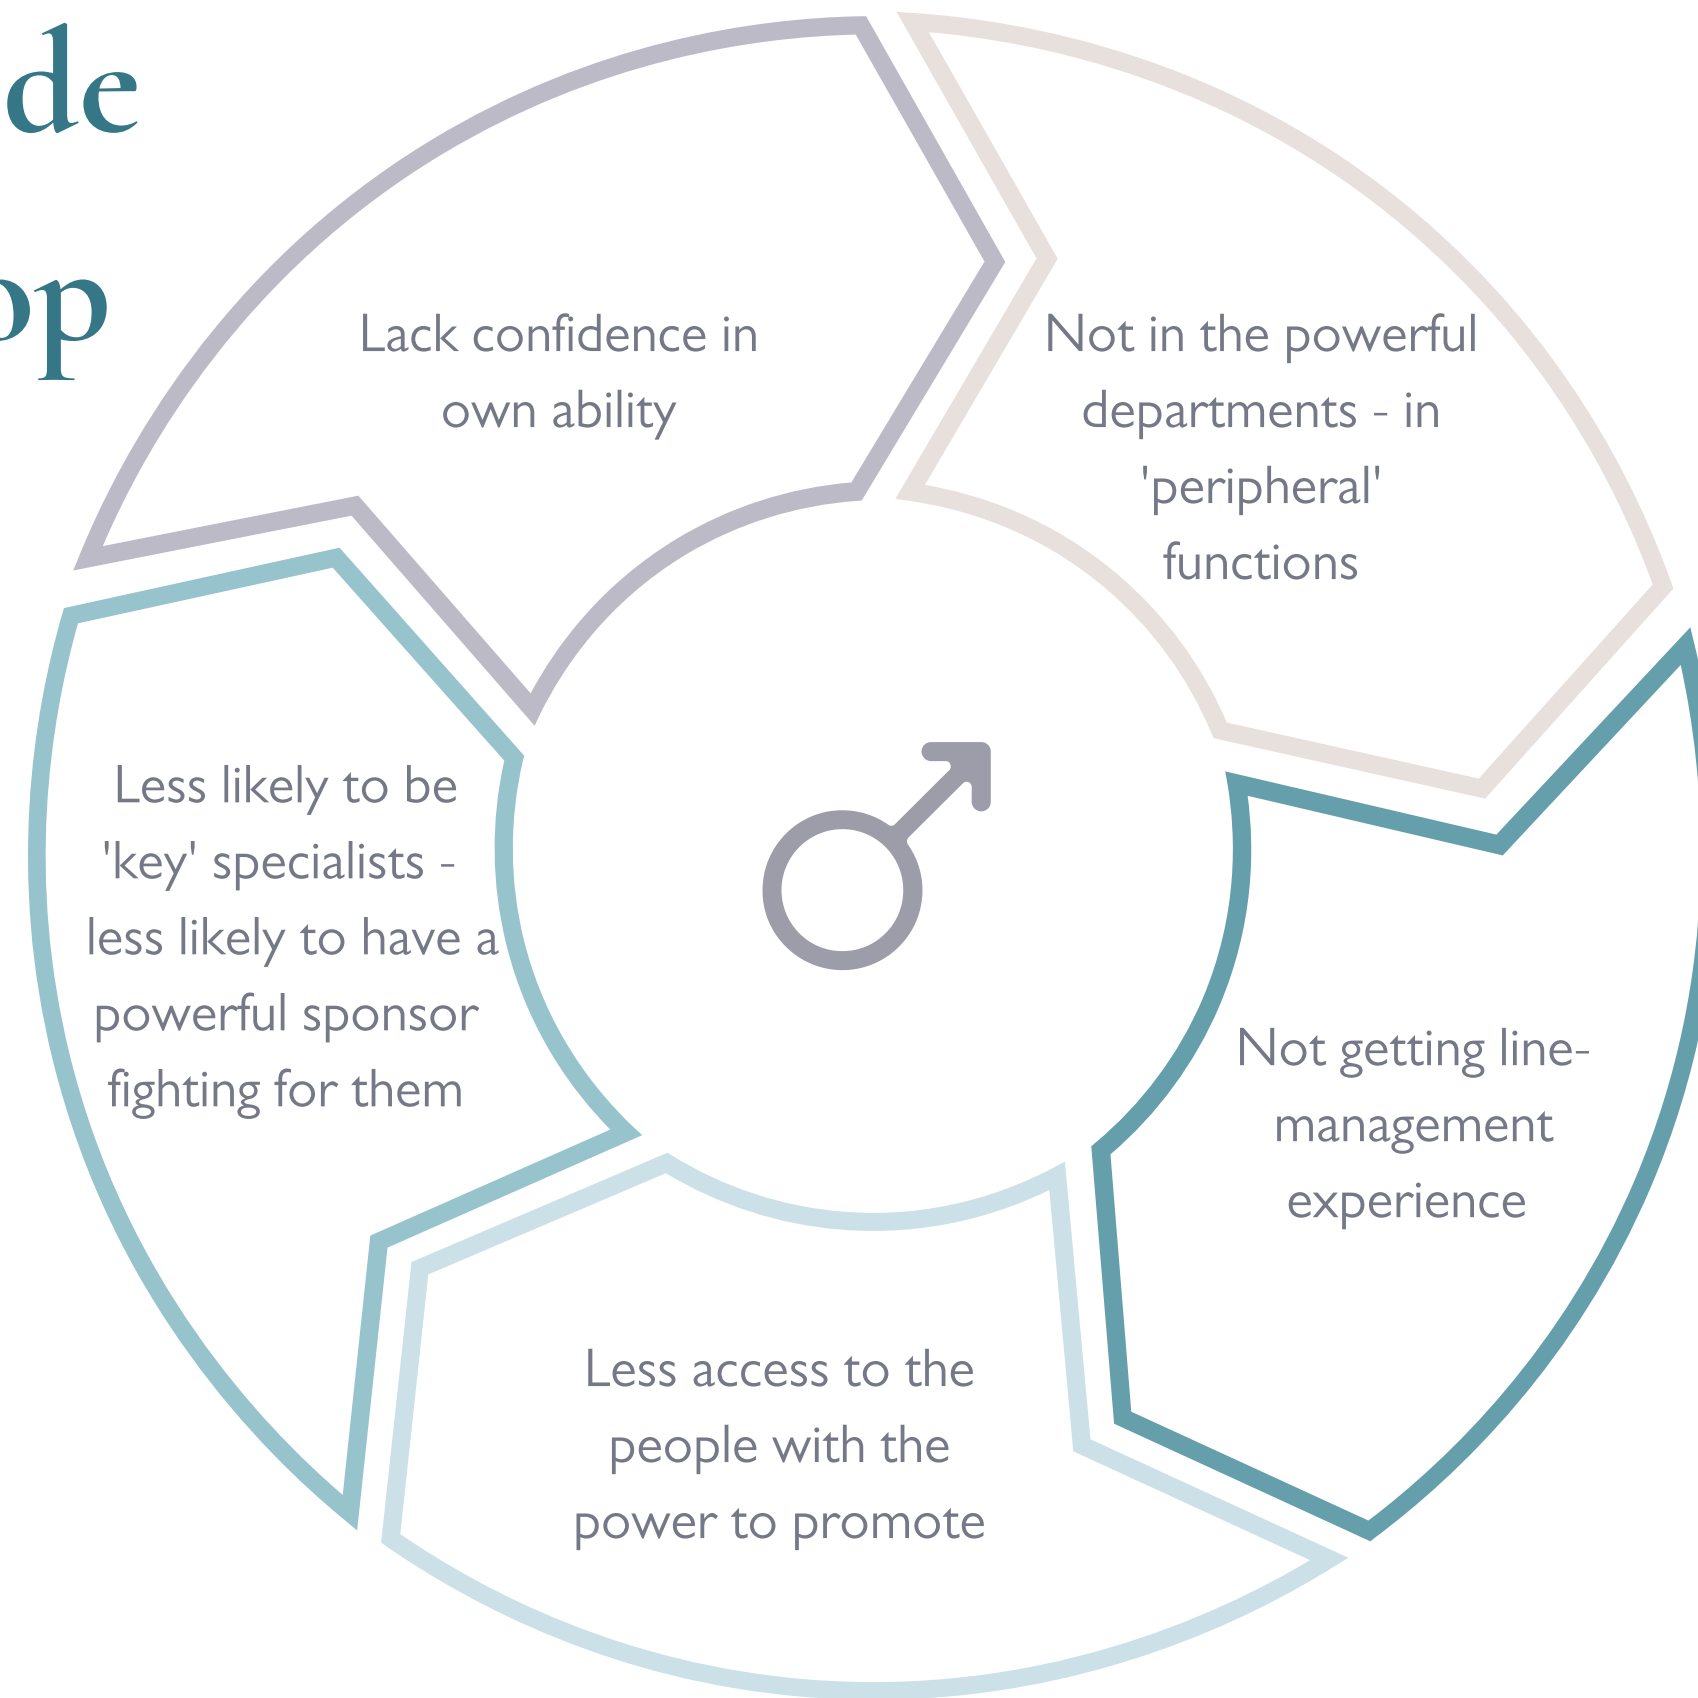 de
op
Lack confidence in
own ability
Not in the powerful
departments - in
'peripheral'
functions
Not getting line-
management
experience
Less access to the
people with the
power to promote
Less likely to be
'key' specialists -
less likely to have a
powerful sponsor
fighting for them